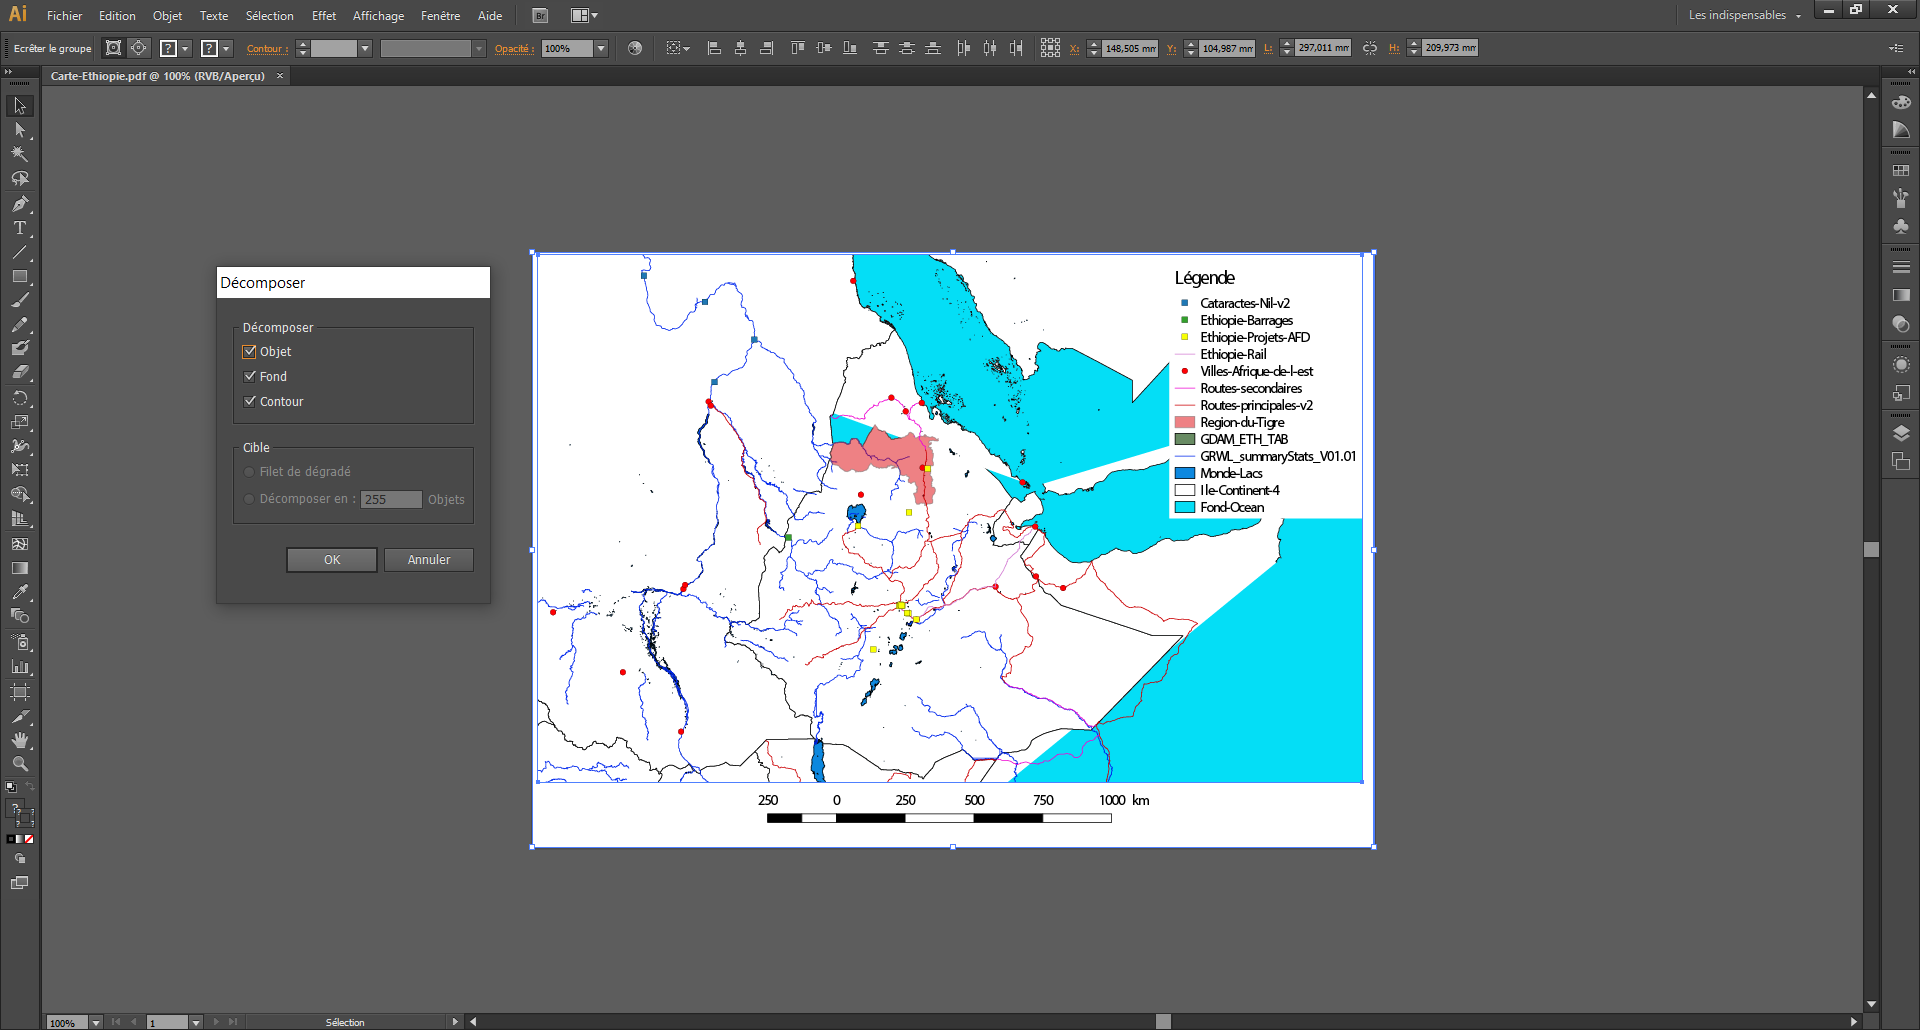 Ai Fichier Edition Objet Texte Sélection Effet Affichage Fenêtre Aide Br Les indispensables
Ecrêter le groupe ? ? Contour : Opacité : 100% X: 148,505 mm Y: 104,987 mm L: 297,011 mm H: 209,973 mm
Carte-Ethiopie.pdf @ 100% (RVB/Aperçu) ×
Décomposer
Décomposer
Objet
Fond
Contour
Cible
Filet de dégradé
Décomposer en : 255 Objets
OK Annuler
Légende
Cataractes-Nil-v2
Ethiopie-Barrages
Ethiopie-Projets-AFD
Ethiopie-Rail
Villes-Afrique-de-l-est
Routes-secondaires
Routes-principales-v2
Region-du-Tigre
GDAM_ETH_TAB
GRWL_summaryStats_V01.01
Monde-Lacs
Ile-Continent-4
Fond-Ocean
250 0 250 500 750 1000 km
100% 1 Sélection